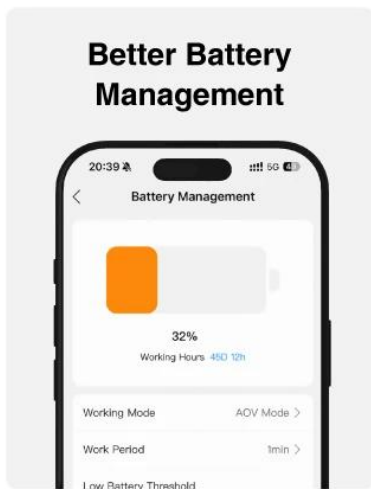 Better Battery
Management
20:39 5G
Battery Management
32%
Working Hours 45D 12h
Working Mode AOV Mode >
Work Period 1min >
Low Battery Threshold